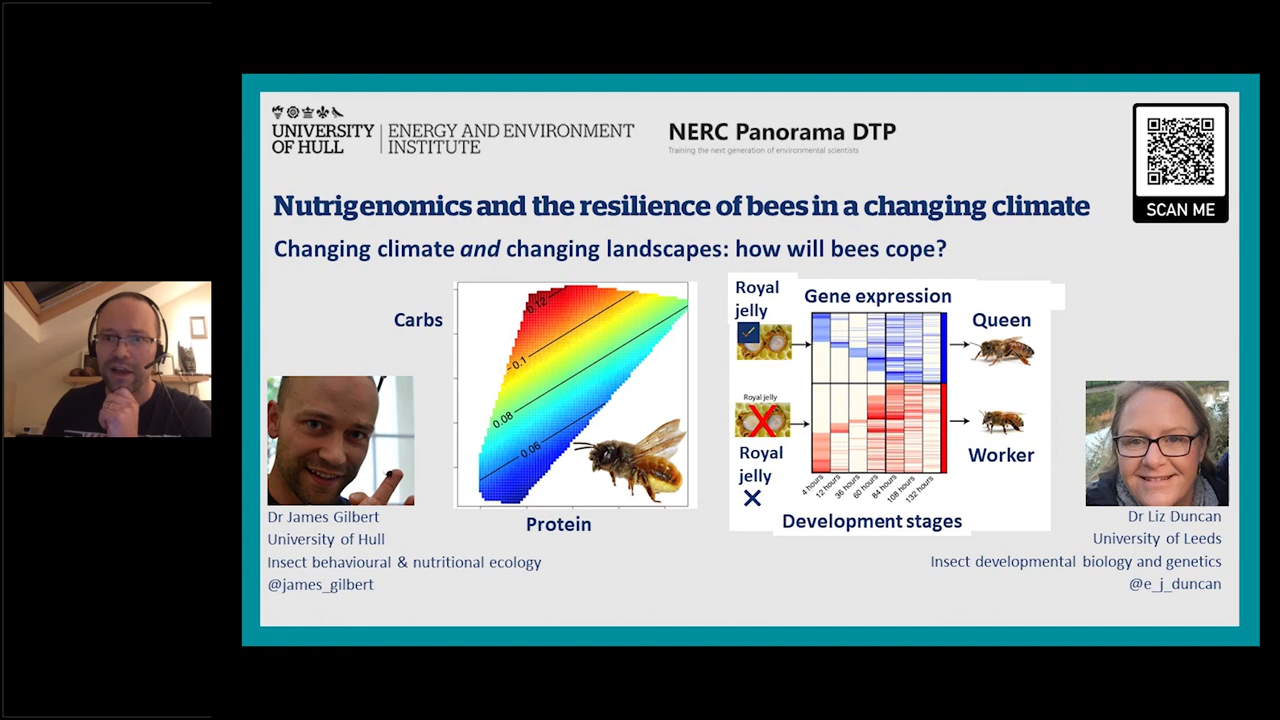 UNIVERSITY
OF HULL
ENERGY AND ENVIRONMENT
INSTITUTE
NERC Panorama DTP
Training the next generation of environmental scientists
SCAN ME
Nutrigenomics and the resilience of bees in a changing climate
Changing climate and changing landscapes: how will bees cope?
Carbs
0.12
0.1
0.08
0.06
Protein
Royal
jelly
Gene expression
Queen
Royal jelly
Royal
jelly
Worker
4 hours
12 hours
36 hours
60 hours
84 hours
108 hours
132 hours
Development stages
Dr James Gilbert
University of Hull
Insect behavioural & nutritional ecology
@james_gilbert
Dr Liz Duncan
University of Leeds
Insect developmental biology and genetics
@e_j_duncan